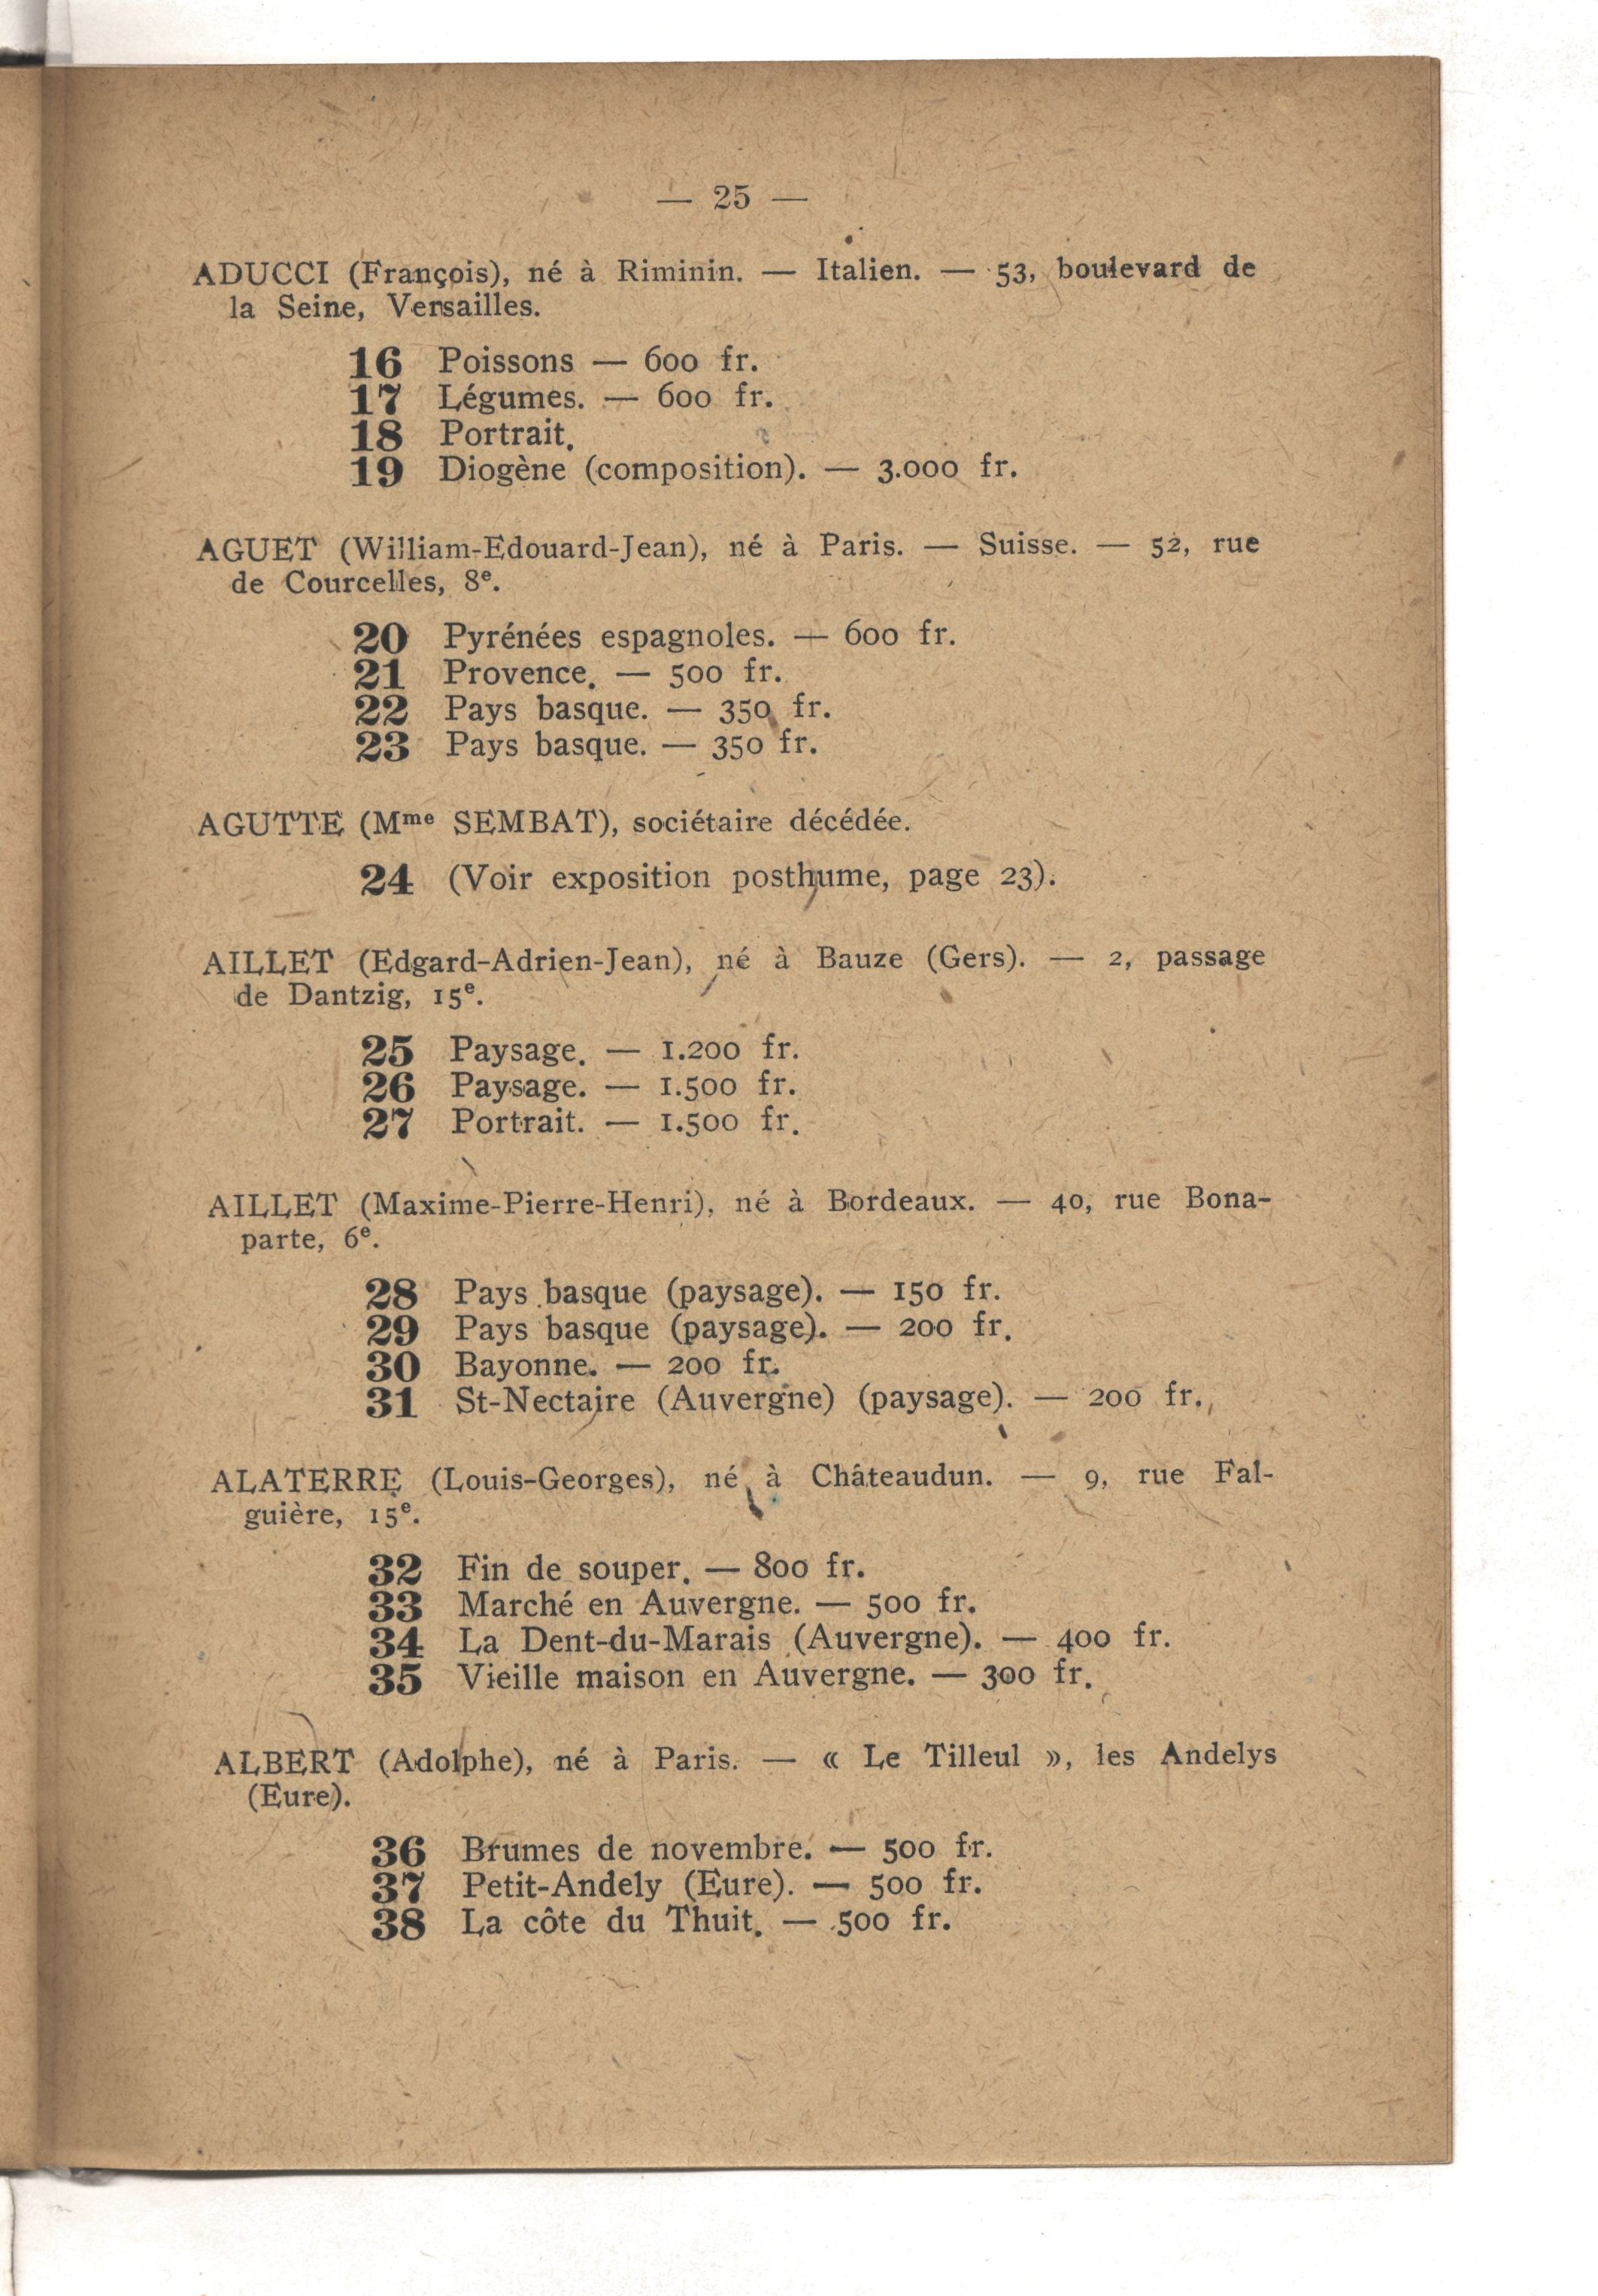 — 25 —
ADUCCI (François), né à Riminin. — Italien. — 53, boulevard de
la Seine, Versailles.
16 Poissons — 600 fr.
17 Légumes. — 600 fr.
18 Portrait.
19 Diogène (composition). — 3.000 fr.
AGUET (William-Edouard-Jean), né à Paris. — Suisse. — 52, rue
de Courcelles, 8e.
20 Pyrénées espagnoles. — 600 fr.
21 Provence. — 500 fr.
22 Pays basque. — 350 fr.
23 Pays basque. — 350 fr.
AGUTTE (Mme SEMBAT), sociétaire décédée.
24 (Voir exposition posthume, page 23).
AILLET (Edgard-Adrien-Jean), né à Bauze (Gers). — 2, passage
de Dantzig, 15e.
25 Paysage. — 1.200 fr.
26 Paysage. — 1.500 fr.
27 Portrait. — 1.500 fr.
AILLET (Maxime-Pierre-Henri), né à Bordeaux. — 40, rue Bona-
parte, 6e.
28 Pays basque (paysage). — 150 fr.
29 Pays basque (paysage). — 200 fr.
30 Bayonne. — 200 fr.
31 St-Nectaire (Auvergne) (paysage). — 200 fr.
ALATERRE (Louis-Georges), né à Châteaudun. — 9, rue Fal-
guière, 15e.
32 Fin de souper. — 800 fr.
33 Marché en Auvergne. — 500 fr.
34 La Dent-du-Marais (Auvergne). — 400 fr.
35 Vieille maison en Auvergne. — 300 fr.
ALBERT (Adolphe), né à Paris. — « Le Tilleul », les Andelys
(Eure).
36 Brumes de novembre. — 500 fr.
37 Petit-Andely (Eure). — 500 fr.
38 La côte du Thuit. — 500 fr.